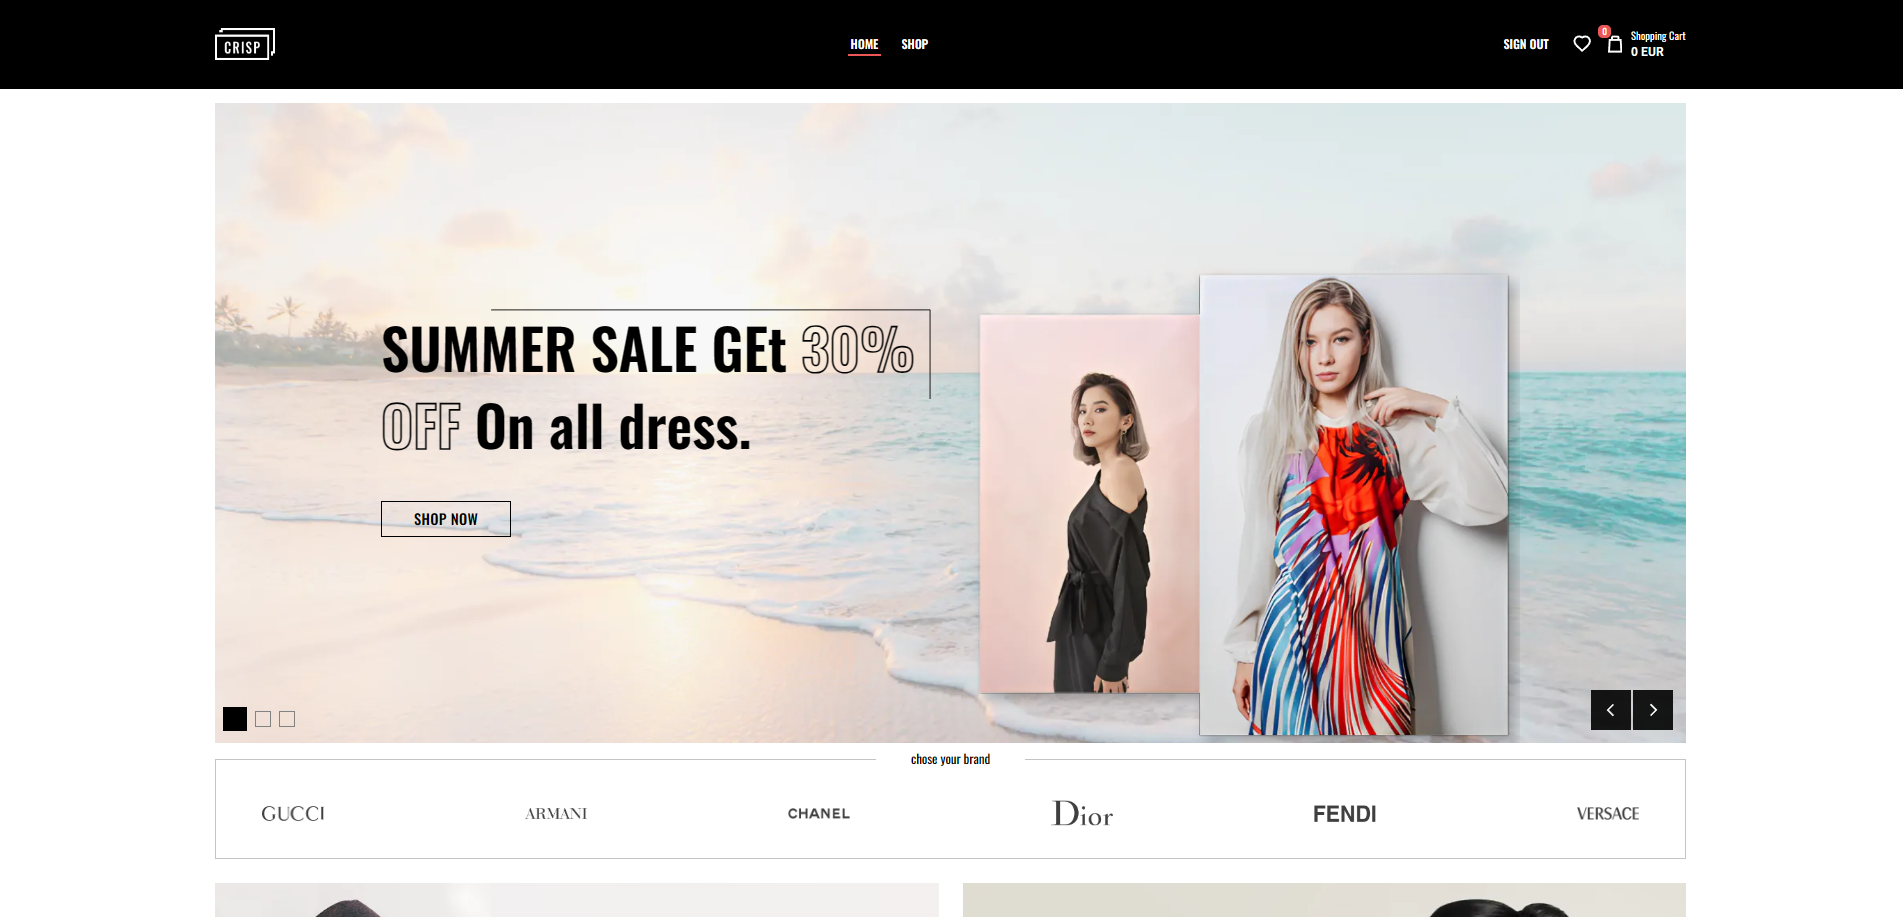 CRISP
HOME
SHOP
SIGN OUT
0
Shopping Cart
0 EUR
SUMMER SALE GEt 30%
OFF On all dress.
SHOP NOW
chose your brand
GUCCI
ARMANI
CHANEL
Dior
FENDI
VERSACE